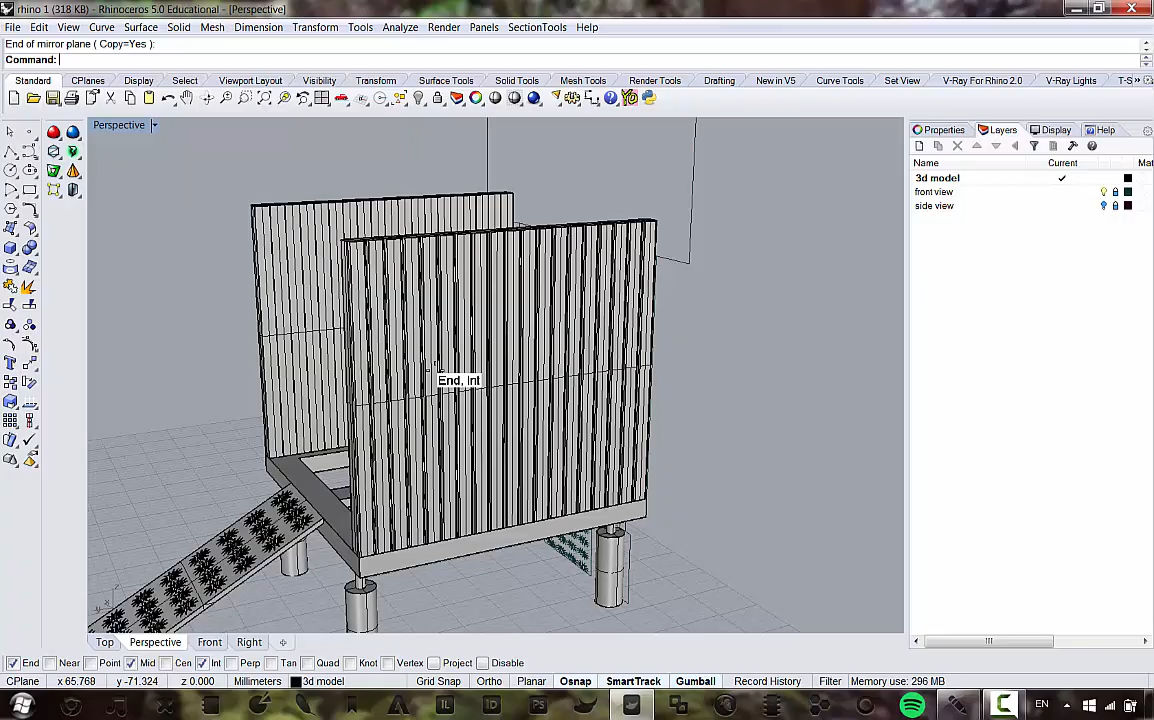 rhino 1 (318 KB) - Rhinoceros 5.0 Educational - [Perspective]
File Edit View Curve Surface Solid Mesh Dimension Transform Tools Analyze Render Panels SectionTools Help
End of mirror plane ( Copy=Yes ):
Command:
Standard CPlanes Display Select Viewport Layout Visibility Transform Surface Tools Solid Tools Mesh Tools Render Tools Drafting New in V5 Curve Tools Set View V-Ray For Rhino 2.0 V-Ray Lights T-S
Perspective
Properties Layers Display Help
Name Current Mat
3d model
front view
side view
End, Int
Top Perspective Front Right
End Near Point Mid Cen Int Perp Tan Quad Knot Vertex Project Disable
CPlane x 65.768 y -71.324 z 0.000 Millimeters 3d model Grid Snap Ortho Planar Osnap SmartTrack Gumball Record History Filter Memory use: 296 MB
IL ID PS EN